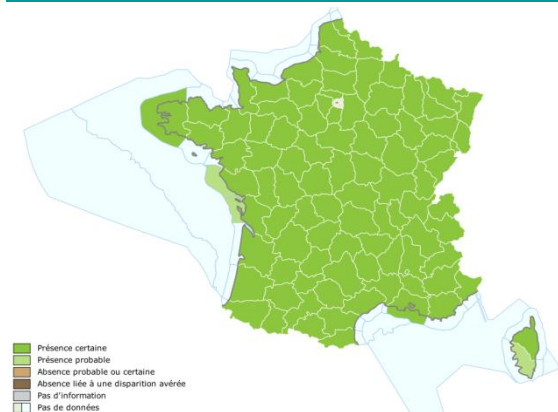 Présence certaine
Présence probable
Absence probable ou certaine
Absence liée à une disparition avérée
Pas d'information
Pas de données